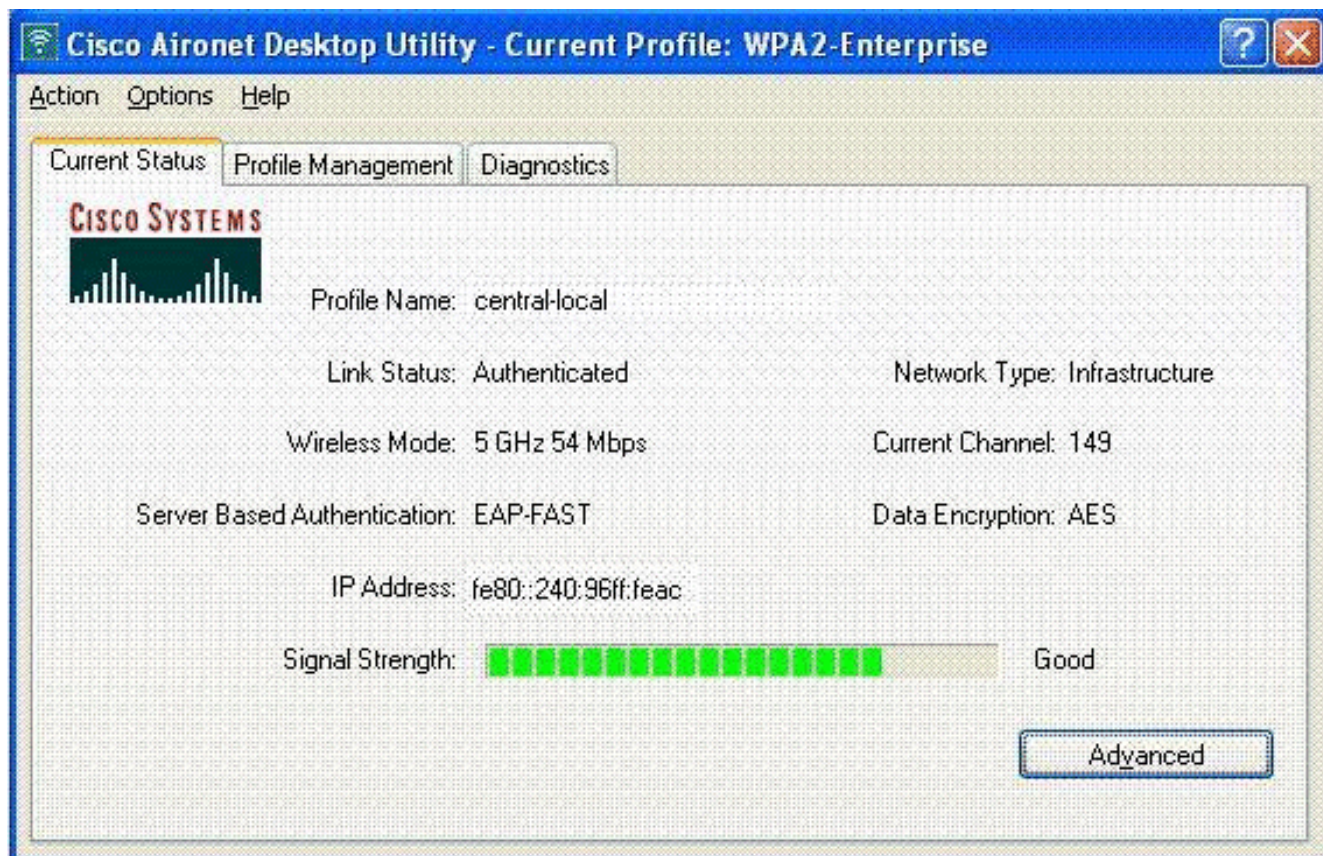 Cisco Aironet Desktop Utility - Current Profile: WPA2-Enterprise
Action Options Help
Current Status Profile Management Diagnostics
CISCO SYSTEMS
Profile Name: central-local
Link Status: Authenticated Network Type: Infrastructure
Wireless Mode: 5 GHz 54 Mbps Current Channel: 149
Server Based Authentication: EAP-FAST Data Encryption: AES
IP Address: fe80::240:96ff:feac
Signal Strength: Good
Advanced